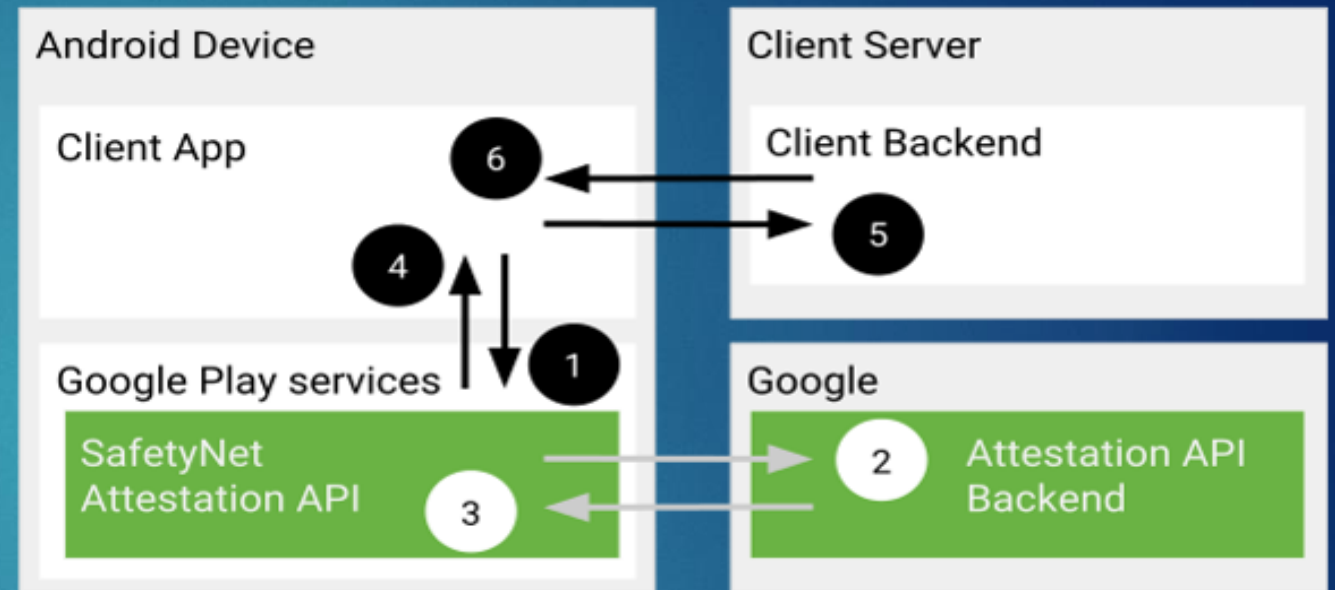 Android Device
Client App
6
4
1
Google Play services
SafetyNet
Attestation API
3
Client Server
Client Backend
5
Google
2
Attestation API
Backend